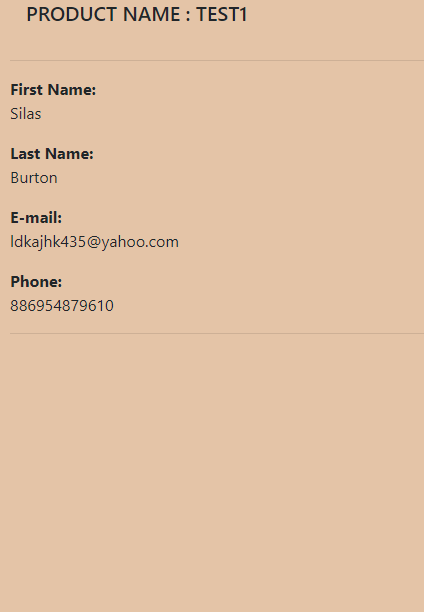 PRODUCT NAME : TEST1
First Name:
Silas
Last Name:
Burton
E-mail:
ldkajhk435@yahoo.com
Phone:
886954879610